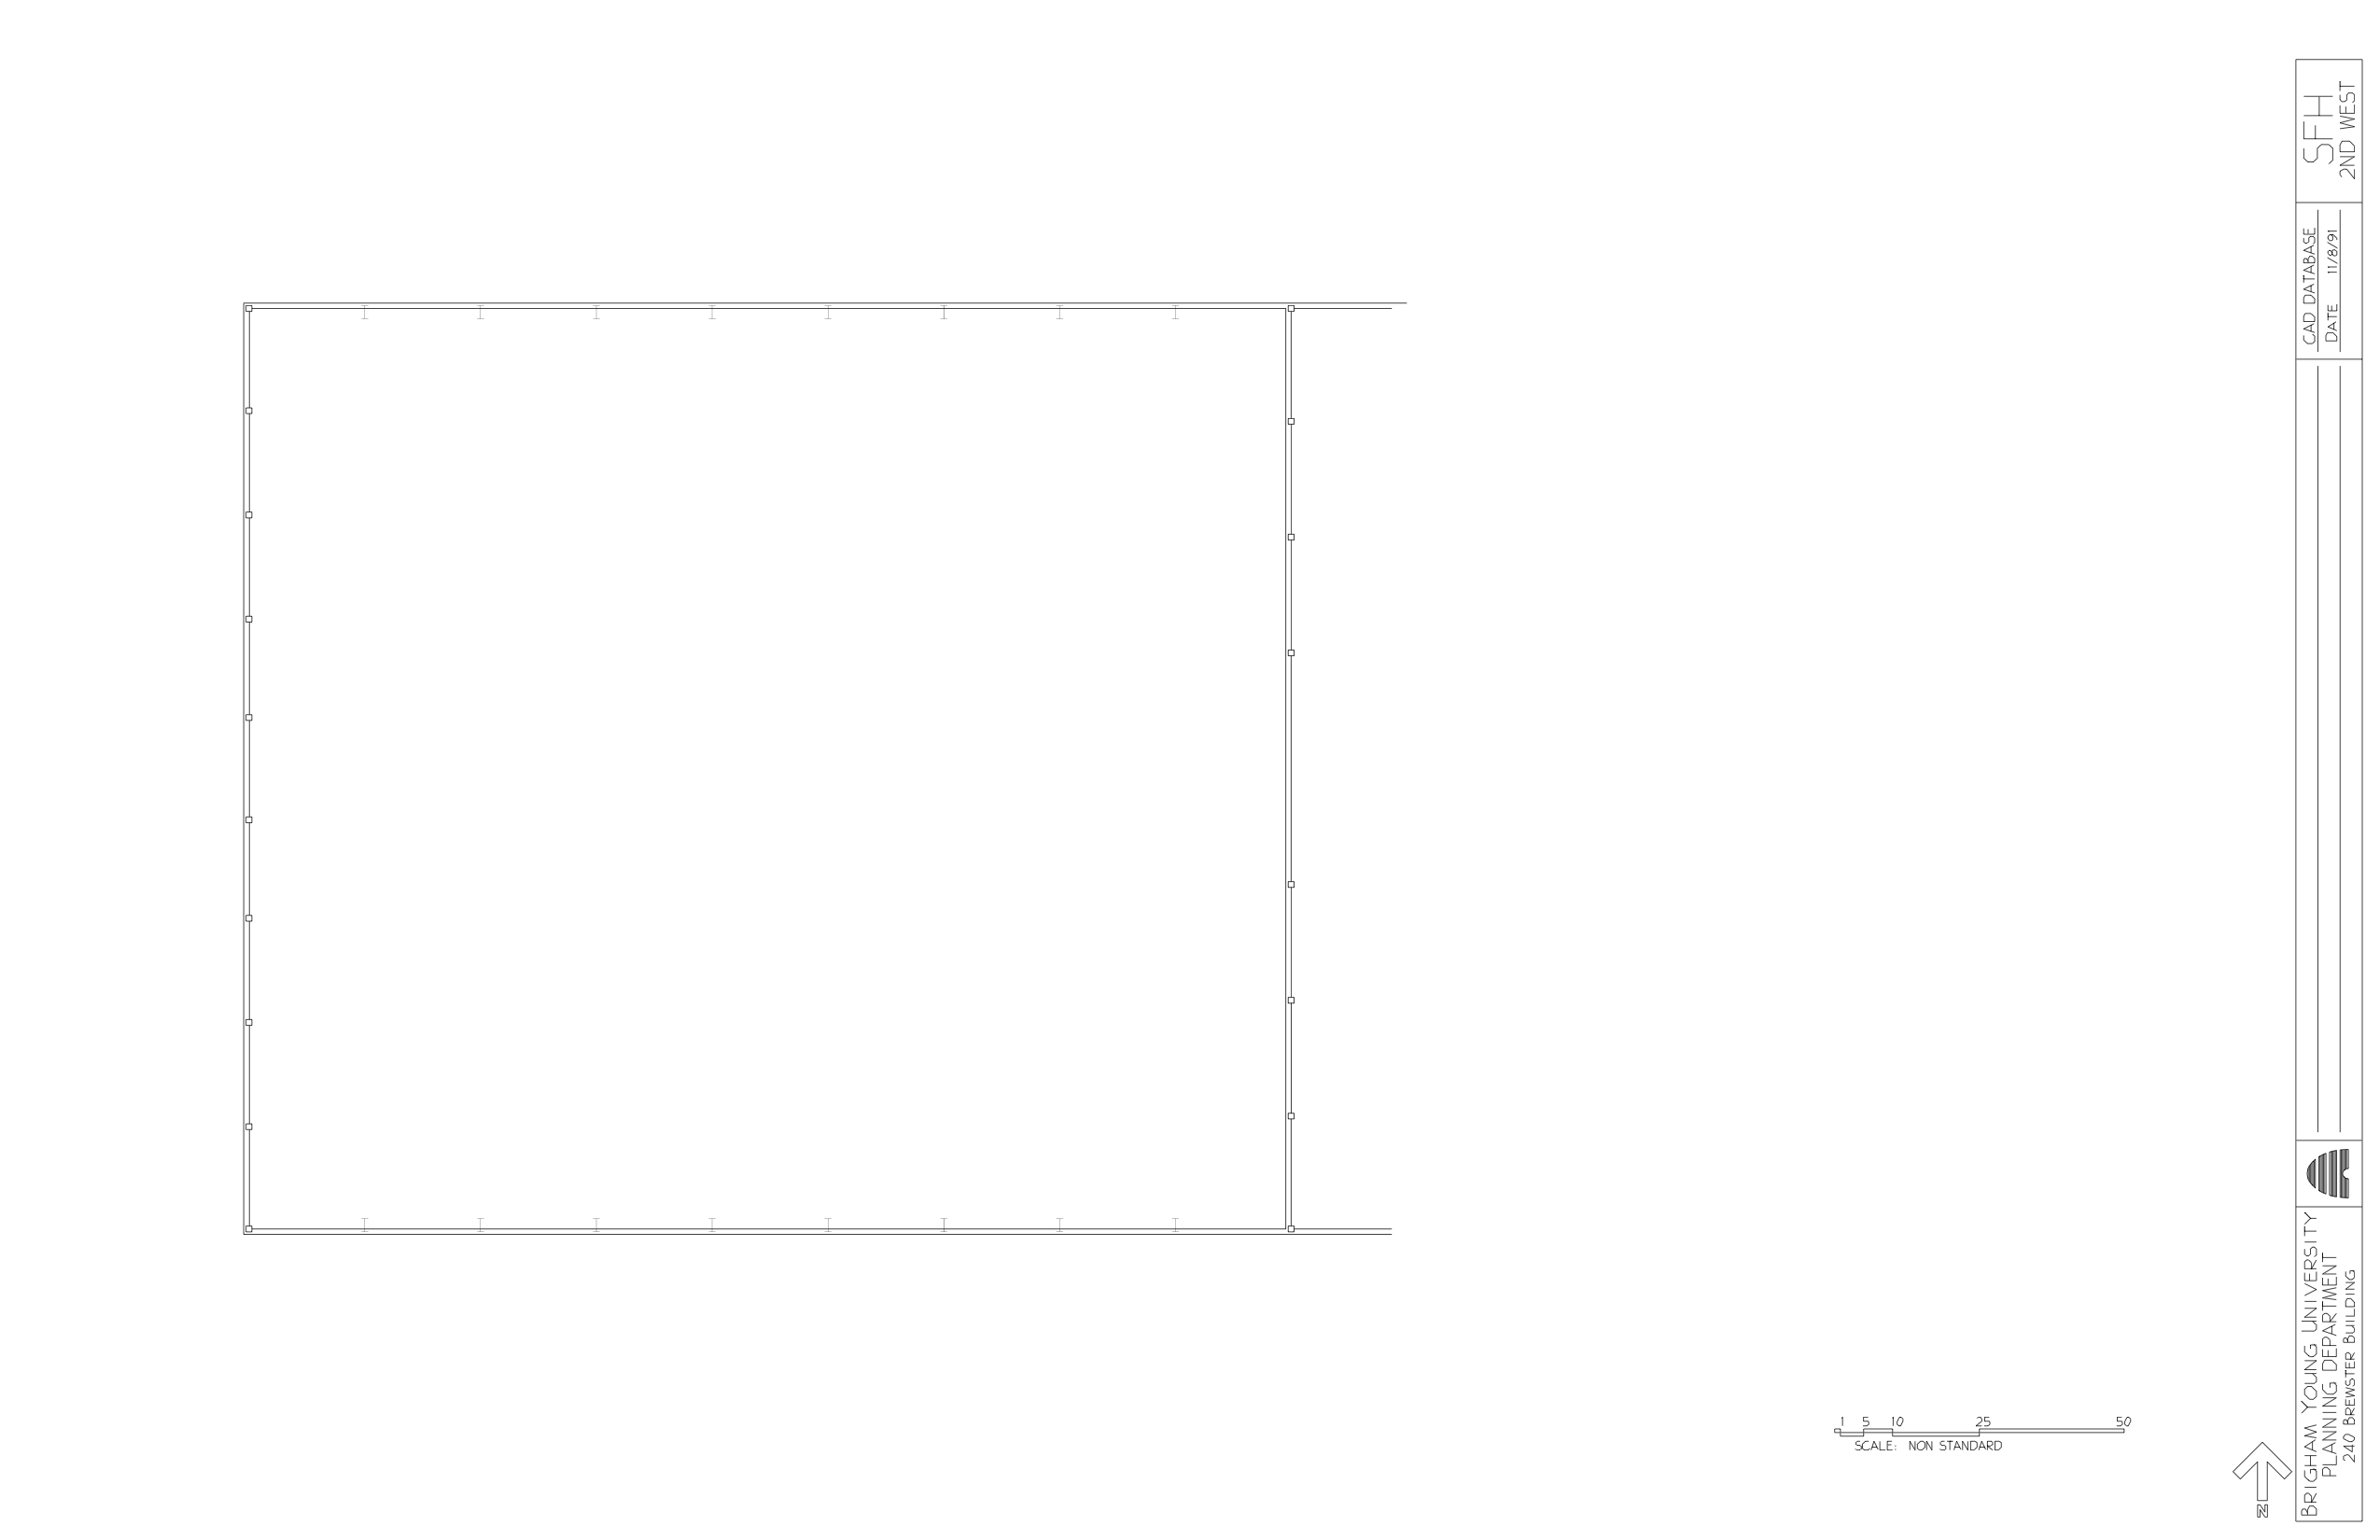 SFH
2ND WEST
CAD DATABASE
DATE 11/8/91
BRIGHAM YOUNG UNIVERSITY
PLANNING DEPARTMENT
240 BREWSTER BUILDING
1 5 10 25 50
SCALE: NON STANDARD
N